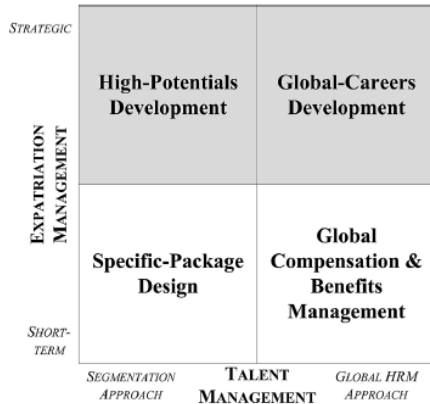 STRATEGIC
High-Potentials
Development
Global-Careers
Development
EXPATRIATION
MANAGEMENT
Specific-Package
Design
Global
Compensation &
Benefits
Management
SHORT-
TERM
SEGMENTATION
APPROACH
TALENT
MANAGEMENT
GLOBAL HRM
APPROACH